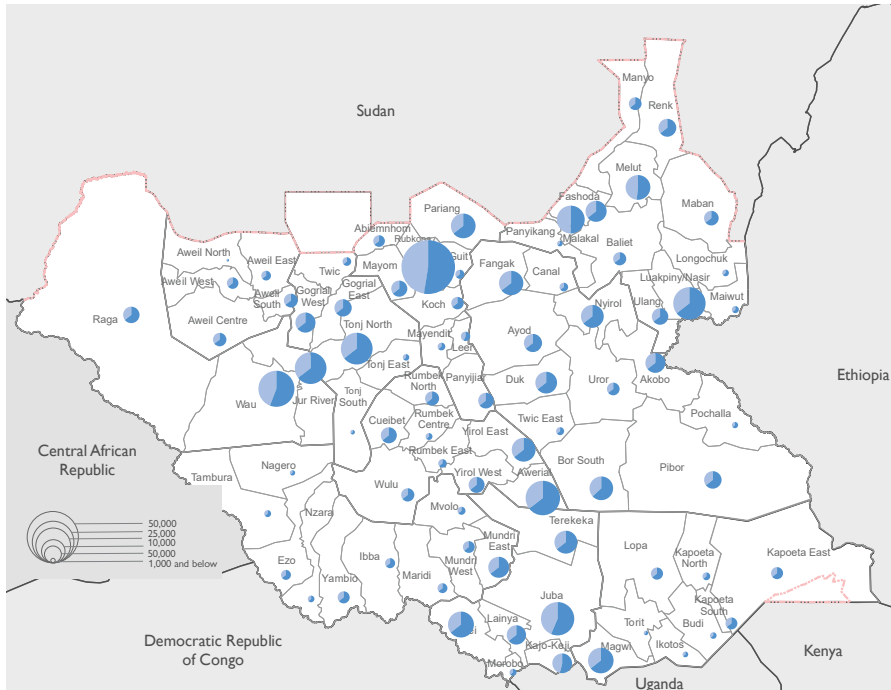 Sudan
Manyo
Renk
Melut
Fashoda
Maban
Pariang
Panyikang
Malakal
Abiemnhom
Rubkona
Baliet
Aweil North
Aweil East
Twic
Mayom
Guit
Fangak
Canal
Longochuk
Luakpiny/Nasir
Aweil West
Aweil
South
Gogrial
West
Gogrial
East
Koch
Nyirol
Ulang
Maiwut
Raga
Aweil Centre
Tonj North
Mayendit
Leer
Ayod
Tonj East
Ethiopia
Rumbek
North
Panyijiar
Duk
Uror
Akobo
Wau
Jur River
Tonj
South
Cueibet
Rumbek
Centre
Yirol East
Twic East
Pochalla
Central African
Republic
Tambura
Nagero
Rumbek East
Yirol West
Awerial
Bor South
Pibor
Wulu
Mvolo
Nzara
Terekeka
50,000
25,000
10,000
50,000
1,000 and below
Ezo
Ibba
Mundri
East
Mundri
West
Lopa
Kapoeta
North
Kapoeta East
Yambio
Maridi
Juba
Kapoeta
South
Lainya
Torit
Budi
Democratic Republic
of Congo
ei
Kajo-Keji
Magwi
Ikotos
Kenya
Morobo
Uganda